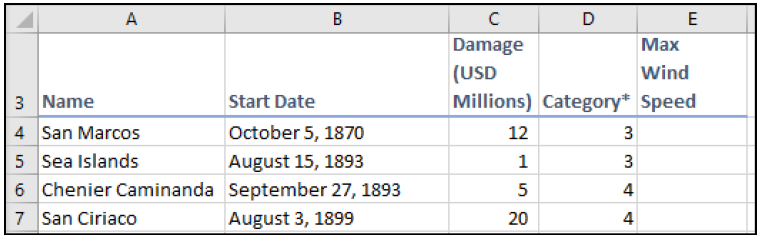 A B C D E
Damage Max
(USD Wind
3 Name Start Date Millions) Category* Speed
4 San Marcos October 5, 1870 12 3
5 Sea Islands August 15, 1893 1 3
6 Chenier Caminanda September 27, 1893 5 4
7 San Ciriaco August 3, 1899 20 4